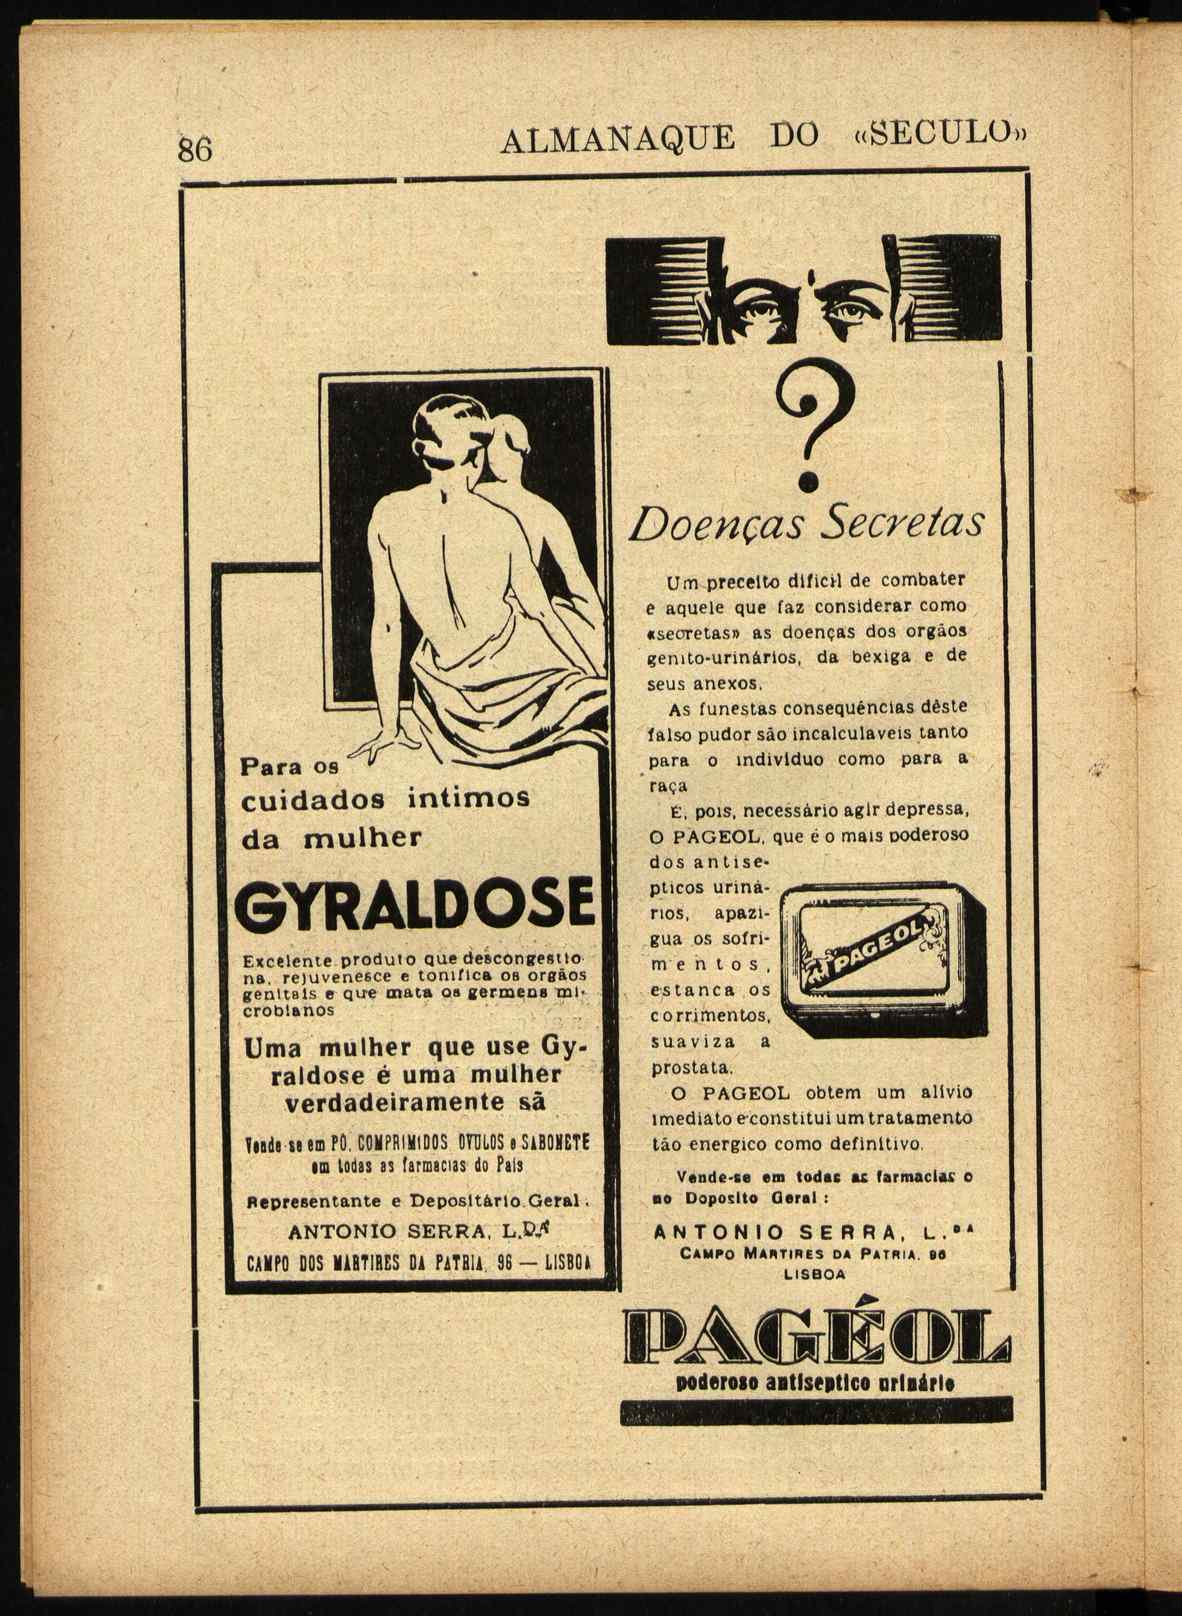 86
ALMANAQUE DO «SECULO»
Para os
cuidados intimos
da mulher
GYRALDOSE
Excelente produto que descongestio-
na, rejuvenesce e tonifica os orgãos
genitais e que mata os germens mi-
crobianos
Uma mulher que use Gy-
raldose é uma mulher
verdadeiramente sã
Vende-se em PÓ, COMPRIMIDOS OVULOS e SABONETE
em todas as farmacias do País
Representante e Depositário Geral:
ANTONIO SERRA, L.DA
CAMPO DOS MARTIRES DA PATRIA, 96 — LISBOA
?
Doenças Secretas
Um preceito dificil de combater
e aquele que faz considerar como
«secretas» as doenças dos orgãos
genito-urinários, da bexiga e de
seus anexos.
As funestas consequências dêste
falso pudor são incalculaveis tanto
para o indivíduo como para a
raça
É, pois, necessário agir depressa,
O PAGEOL, que é o mais poderoso
dos antise-
pticos uriná-
rios, apazi-
gua os sofri-
mentos,
estanca os
corrimentos,
suaviza a
prostata.
PAGEOL
O PAGEOL obtem um alívio
imediato e constitui um tratamento
tão energico como definitivo.
Vende-se em todas as farmacias e
no Deposito Geral:
ANTONIO SERRA, L.DA
CAMPO MARTIRES DA PATRIA, 96
LISBOA
PAGÉOL
poderoso antiseptico urinário